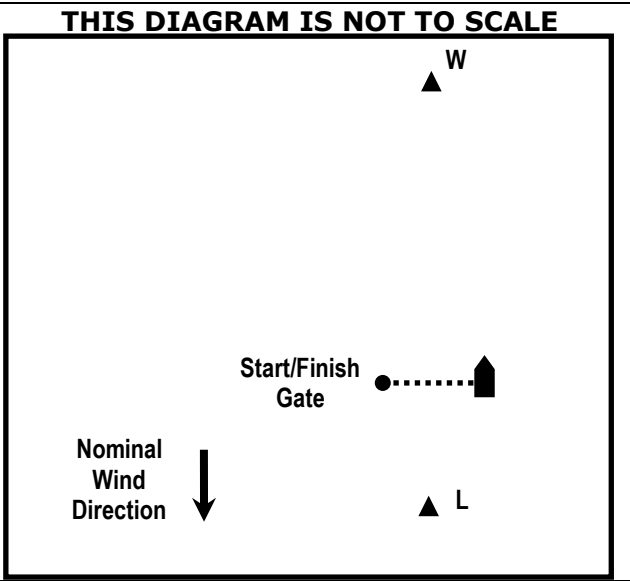 THIS DIAGRAM IS NOT TO SCALE
W
Start/Finish
Gate
Nominal
Wind
Direction
L